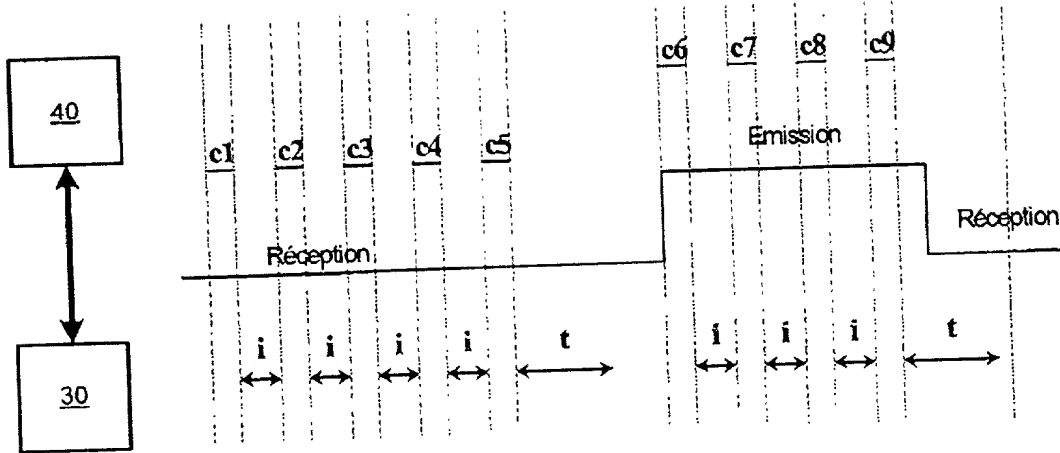 c6 c7 c8 c9
40
Emission
c1 c2 c3 c4 c5
Réception
Réception
i i i i t i i i t
30